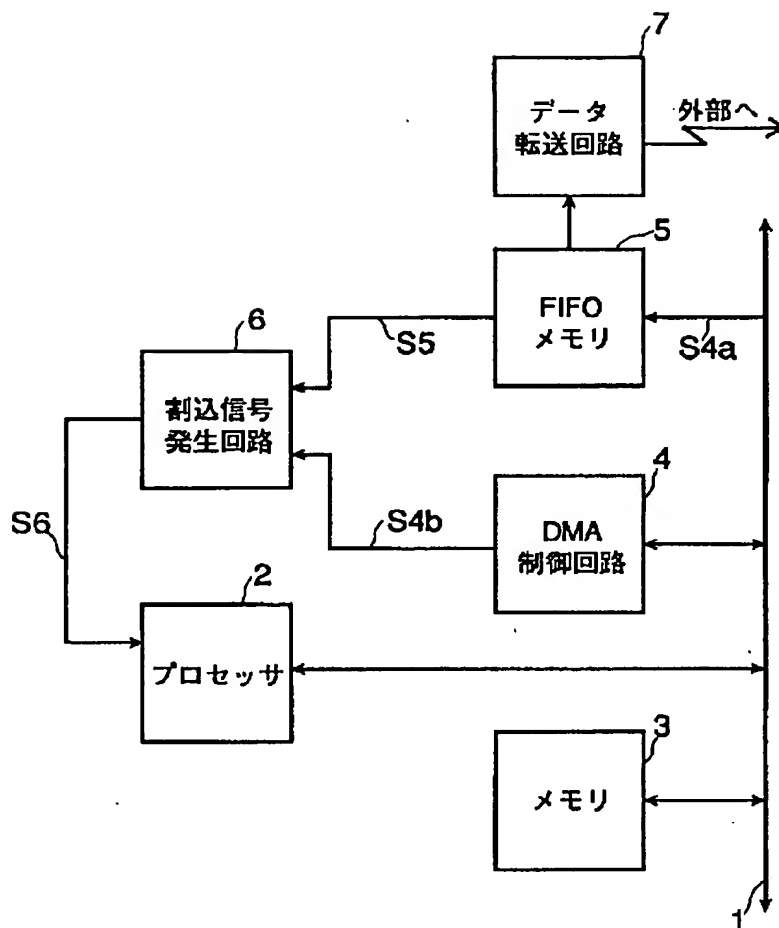 7
データ
転送回路
外部へ
5
FIFO
メモリ
S4a
S5
6
割込信号
発生回路
4
DMA
制御回路
S4b
S6
2
プロセッサ
3
メモリ
1